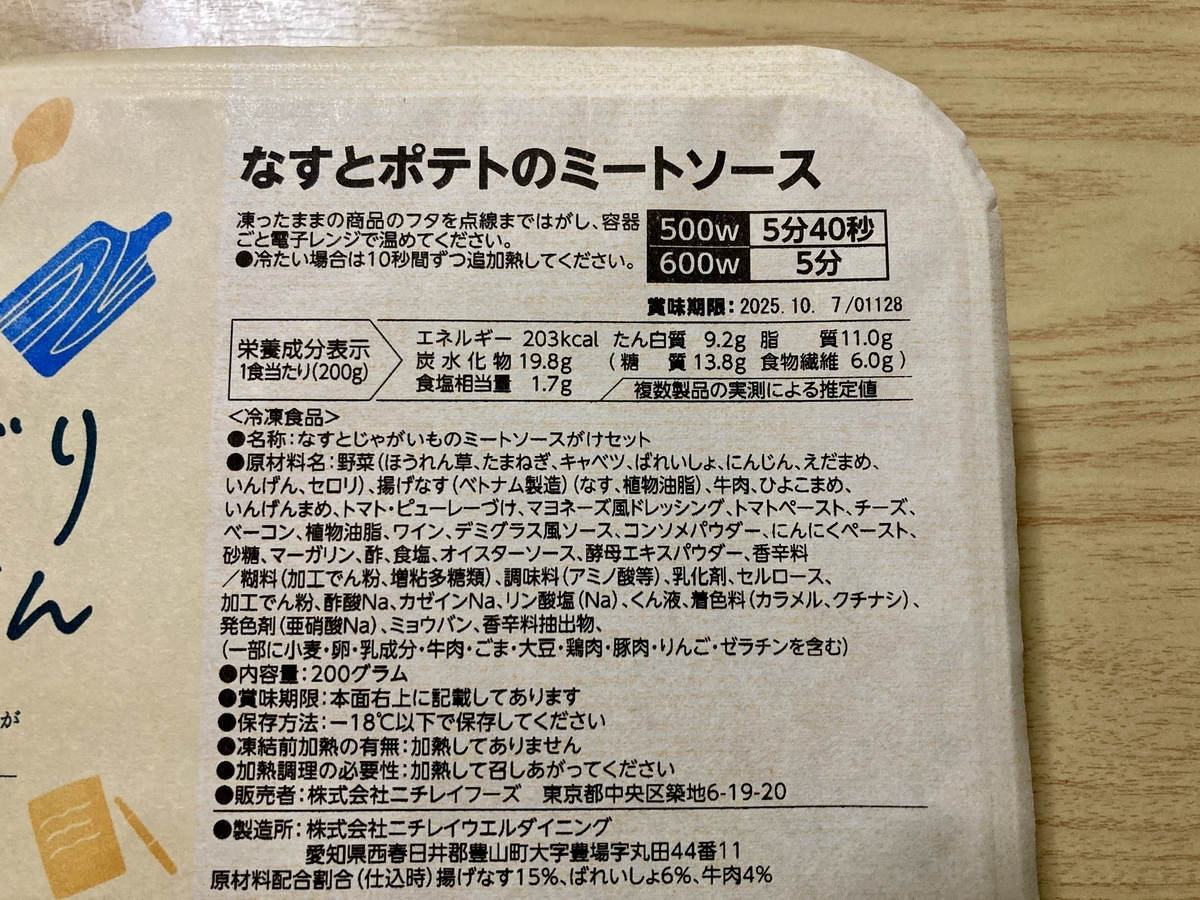 なすとポテトのミートソース
凍ったままの商品のフタを点線まではがし、容器
ごと電子レンジで温めてください。
●冷たい場合は10秒間ずつ追加熱してください。
500w 5分40秒
600w 5分
賞味期限:2025.10. 7/01128
栄養成分表示
1食当たり(200g)
エネルギー 203kcal たん白質 9.2g 脂 質11.0g
炭水化物19.8g (糖 質13.8g 食物繊維 6.0g)
食塩相当量 1.7g
複数製品の実測による推定値
<冷凍食品>
●名称:なすとじゃがいものミートソースがけセット
●原材料名:野菜(ほうれん草、たまねぎ、キャベツ、ばれいしょ、にんじん、えだまめ、
いんげん、セロリ)、揚げなす(ベトナム製造)(なす、植物油脂)、牛肉、ひよこまめ、
いんげんまめ、トマト・ピューレーづけ、マヨネーズ風ドレッシング、トマトペースト、チーズ、
ベーコン、植物油脂、ワイン、デミグラス風ソース、コンソメパウダー、にんにくペースト、
砂糖、マーガリン、酢、食塩、オイスターソース、酵母エキスパウダー、香辛料
/糊料(加工でん粉、増粘多糖類)、調味料(アミノ酸等)、乳化剤、セルロース、
加工でん粉、酢酸Na、カゼインNa、リン酸塩(Na)、くん液、着色料(カラメル、クチナシ)、
発色剤(亜硝酸Na)、ミョウバン、香辛料抽出物、
(一部に小麦・卵・乳成分・牛肉・ごま・大豆・鶏肉・豚肉・りんご・ゼラチンを含む)
●内容量:200グラム
●賞味期限:本面右上に記載してあります
●保存方法:−18℃以下で保存してください
●凍結前加熱の有無:加熱してありません
●加熱調理の必要性:加熱して召しあがってください
●販売者:株式会社ニチレイフーズ 東京都中央区築地6-19-20
●製造所:株式会社ニチレイウエルダイニング
愛知県西春日井郡豊山町大字豊場字丸田44番11
原材料配合割合(仕込時)揚げなす15%、ばれいしょ6%、牛肉4%
り
ん
が